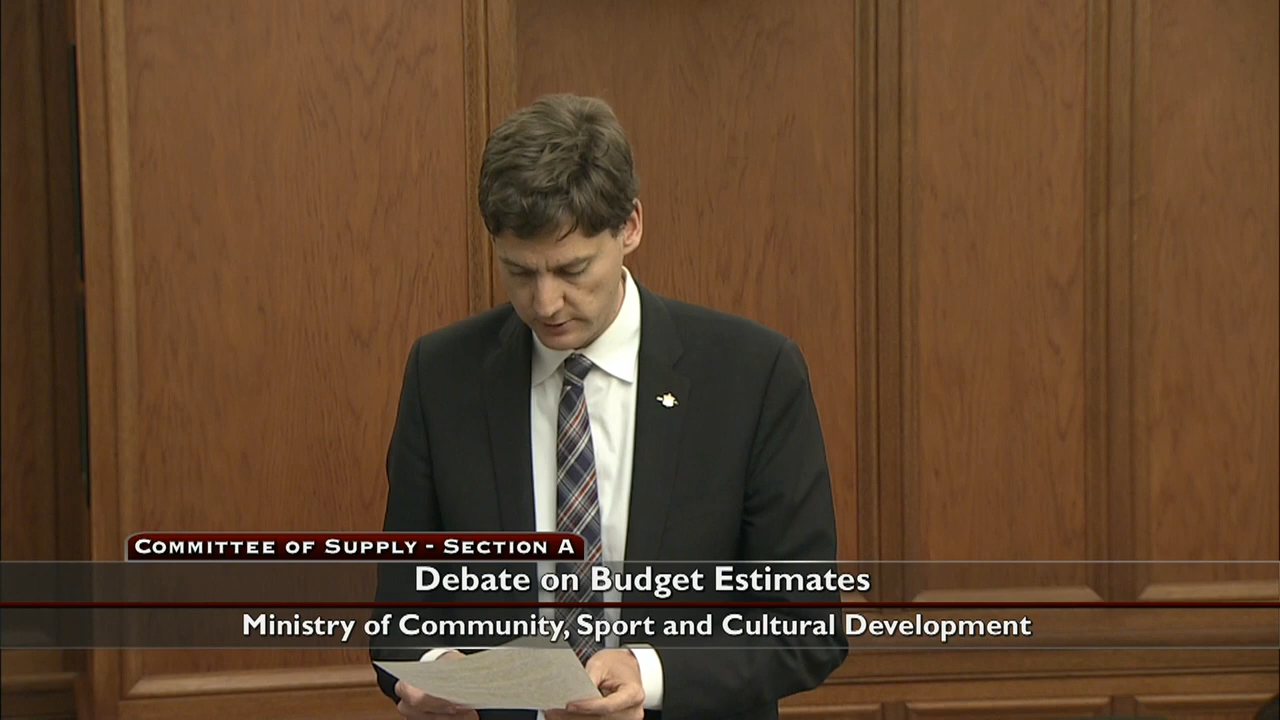 Committee of Supply - Section A
Debate on Budget Estimates
Ministry of Community, Sport and Cultural Development